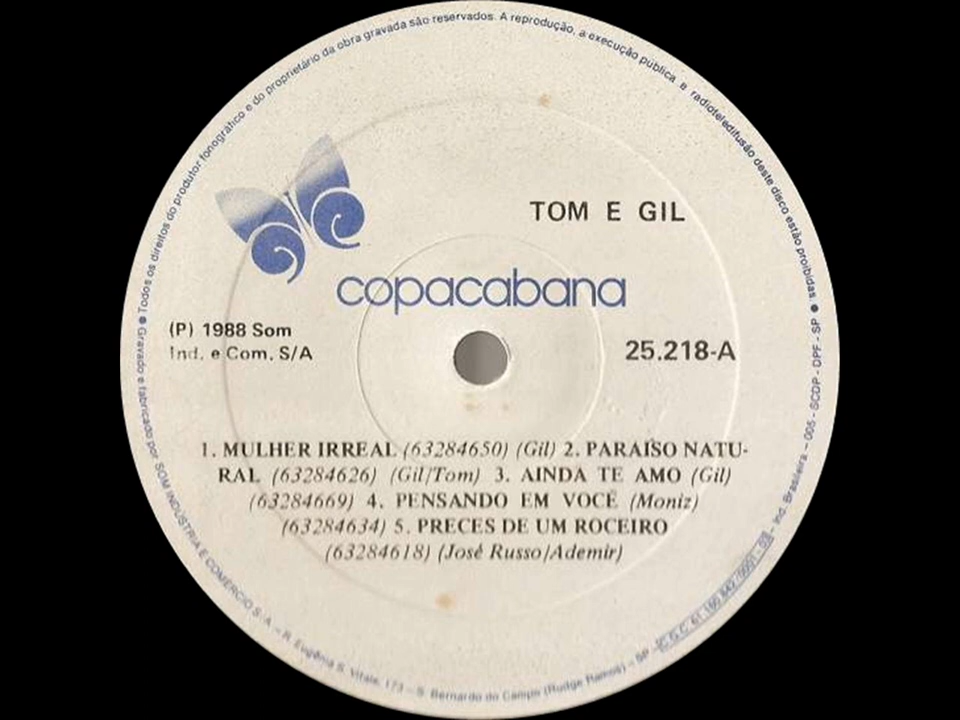 ● Todos os direitos do produtor fonográfico e do proprietário da obra gravada são reservados. A reprodução, a execução pública e radioteledifusão deste disco estão proibidas. ●
TOM E GIL
copacabana
(P) 1988 Som
Ind. e Com. S/A
25.218-A
1. MULHER IRREAL (63284650) (Gil) 2. PARAÍSO NATU-
RAL (63284626) (Gil/Tom) 3. AINDA TE AMO (Gil)
(63284669) 4. PENSANDO EM VOCÊ (Moniz)
(63284634) 5. PRECES DE UM ROCEIRO
(63284618) (José Russo/Ademir)
Gravado e fabricado por SOM INDÚSTRIA E COMÉRCIO S.A. - R. Eugênia S. Vitale, 173 - S. Bernardo do Campo (Rudge Ramos) - SP - C.G.C. Ind. Brasileira - 005 - SCDP - DPF - SP